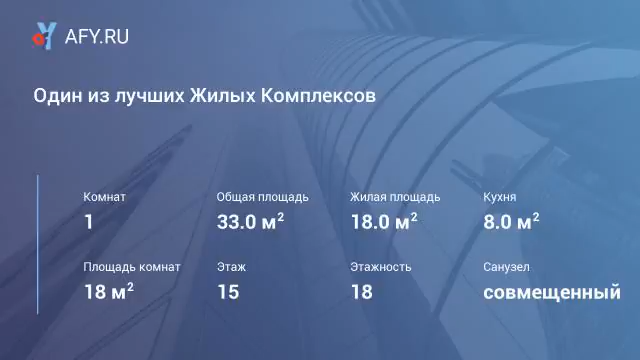 AFY.RU
Один из лучших Жилых Комплексов
Комнат Общая площадь Жилая площадь Кухня
1 33.0 м² 18.0 м² 8.0 м²
Площадь комнат Этаж Этажность Санузел
18 м² 15 18 совмещенный